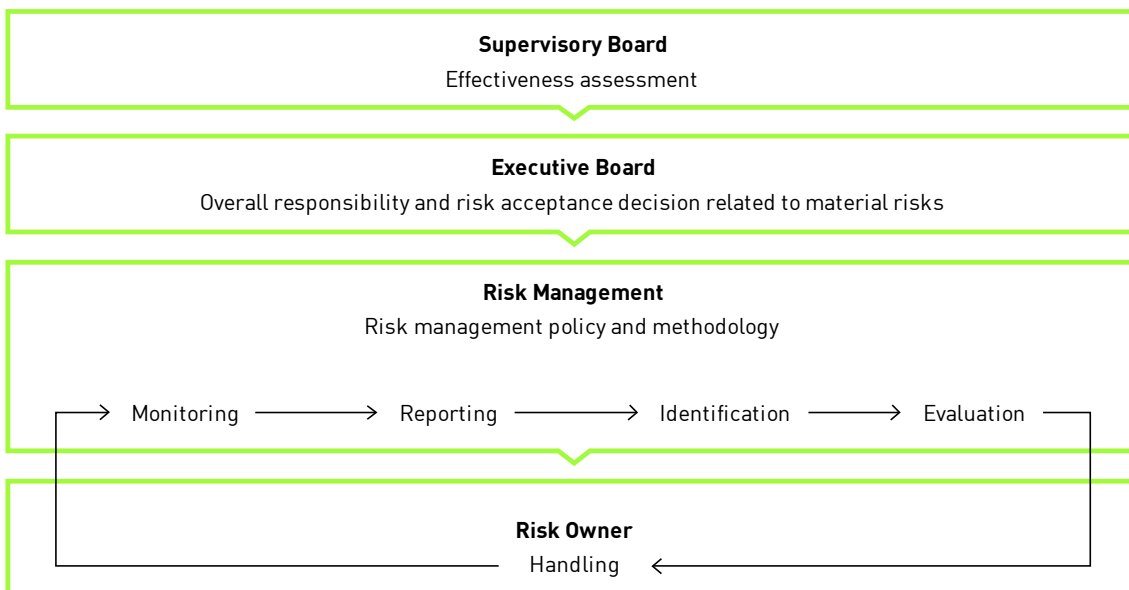 Supervisory Board
Effectiveness assessment
Executive Board
Overall responsibility and risk acceptance decision related to material risks
Risk Management
Risk management policy and methodology
Monitoring Reporting Identification Evaluation
Risk Owner
Handling